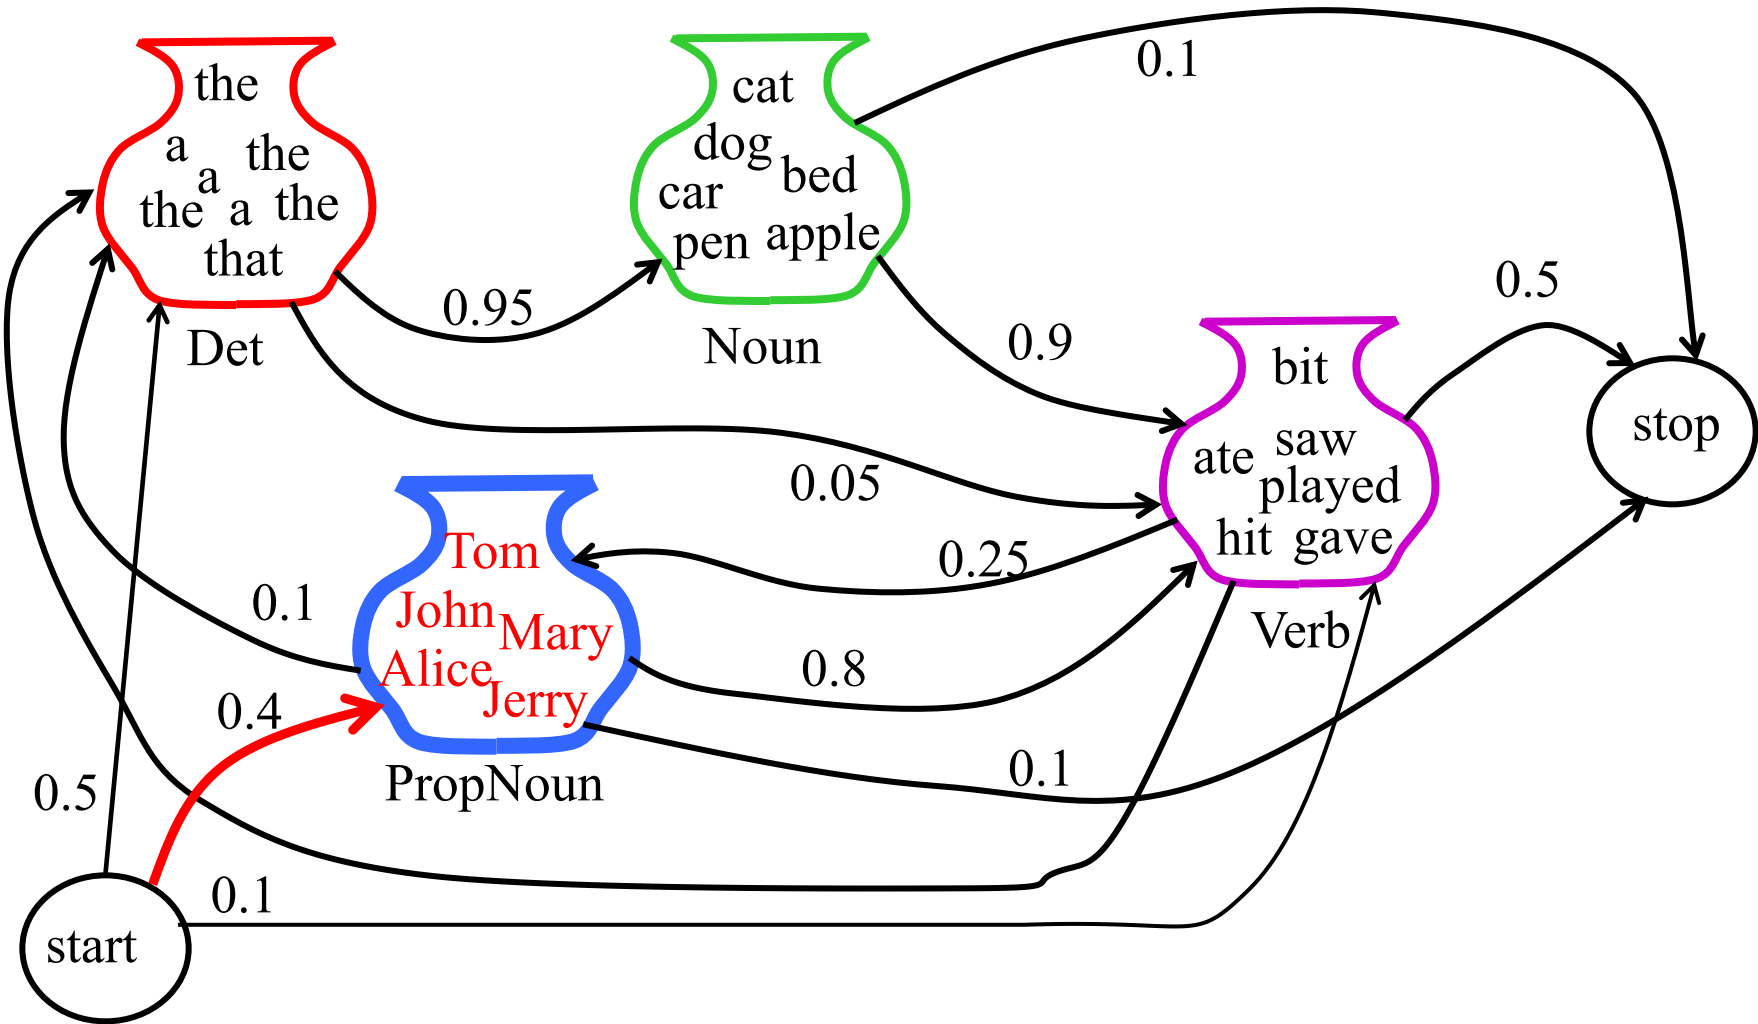 the
a
the
a
the
a
the
that
Det
0.95
cat
dog
bed
car
apple
pen
Noun
0.1
0.9
0.5
bit
saw
ate
played
hit
gave
Verb
stop
0.05
0.25
Tom
John
Mary
Alice
Jerry
PropNoun
0.1
0.8
0.4
0.1
0.5
0.1
start